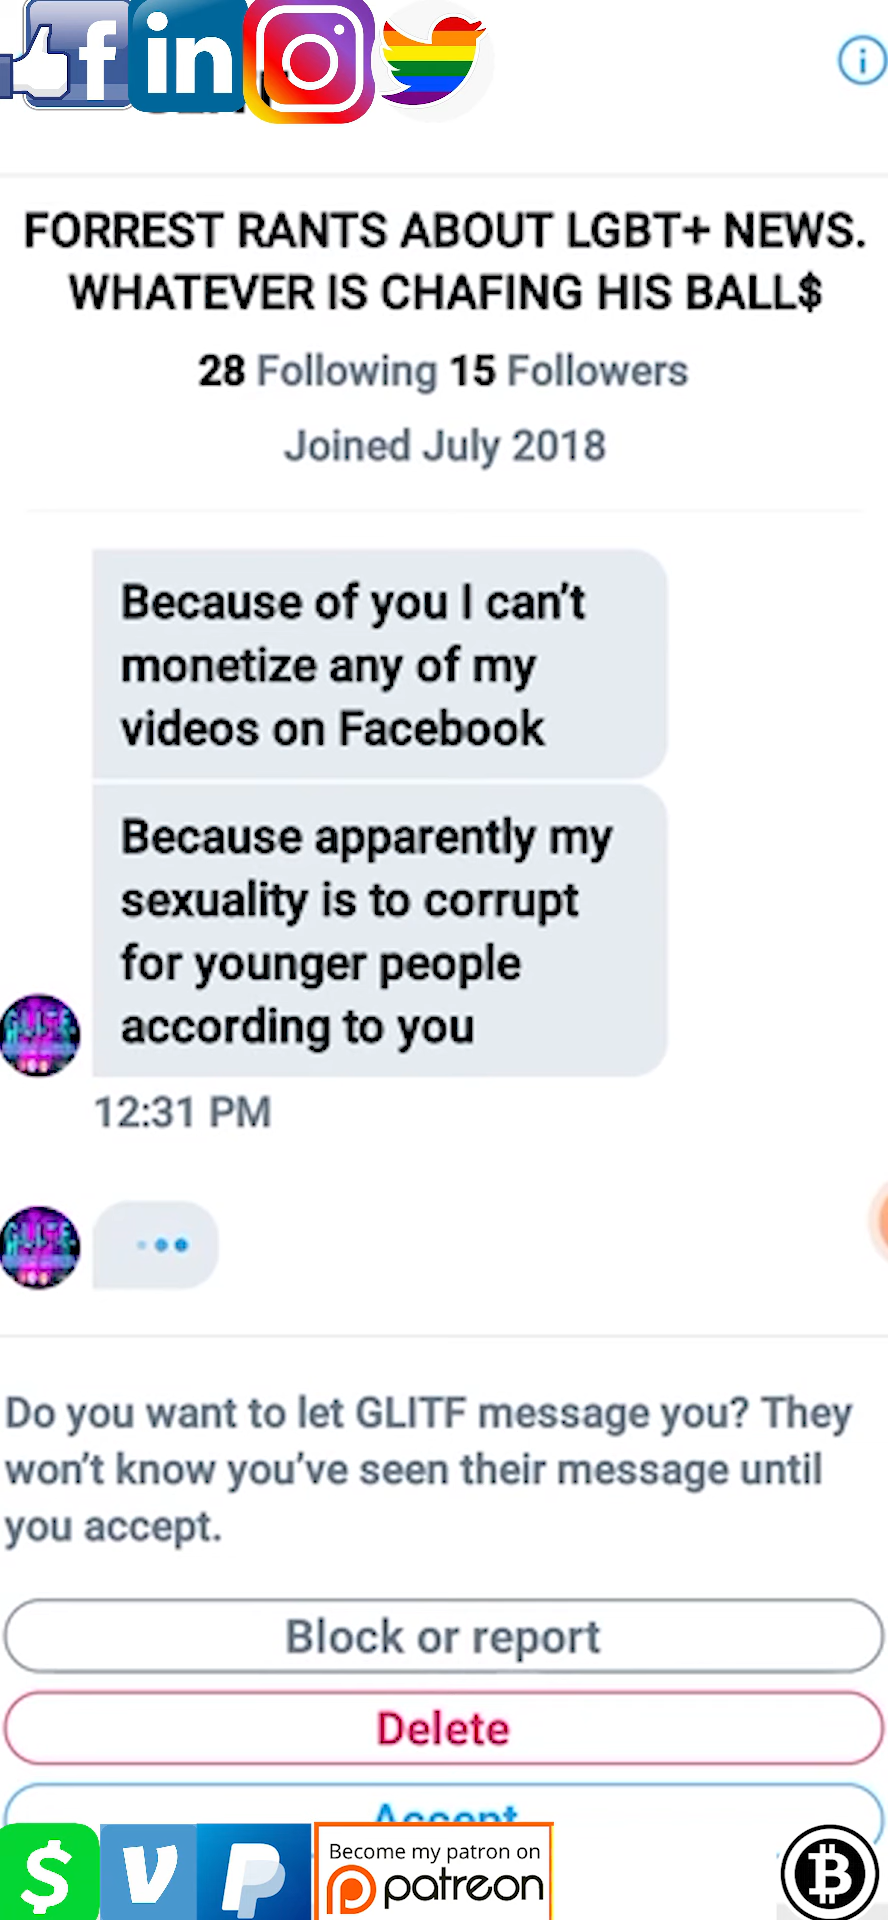 f in
FORREST RANTS ABOUT LGBT+ NEWS.
WHATEVER IS CHAFING HIS BALL$
28 Following 15 Followers
Joined July 2018
Because of you I can't
monetize any of my
videos on Facebook
Because apparently my
sexuality is to corrupt
for younger people
according to you
12:31 PM
Do you want to let GLITF message you? They
won't know you've seen their message until
you accept.
Block or report
Delete
Accept
Become my patron on
patreon